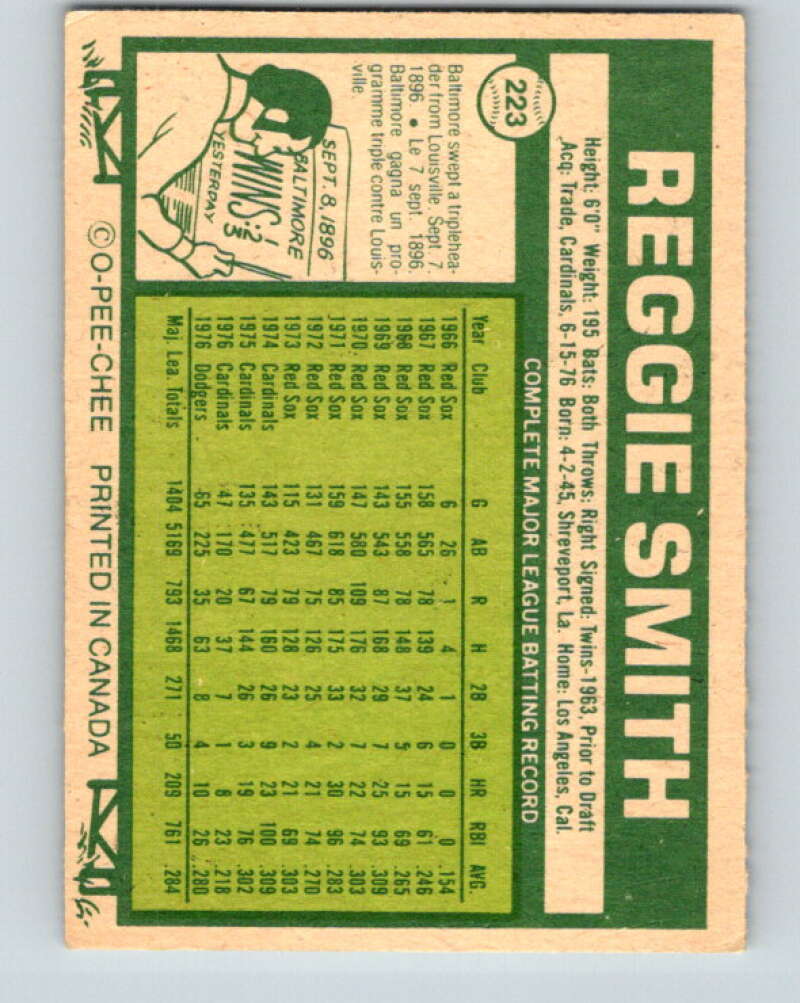 REGGIE SMITH
223
Height: 6'0" Weight: 195 Bats: Both Throws: Right Signed: Twins-1963, Prior to Draft
Acq: Trade, Cardinals, 6-15-76 Born: 4-2-45, Shreveport, La. Home: Los Angeles, Cal.
Baltimore swept a triplehea-
der from Louisville, Sept. 7,
1896. • Le 7 sept. 1896,
Baltimore gagna un pro-
gramme triple contre Louis-
ville.
SEPT. 8, 1896
BALTIMORE
WINS: 1/2/3
YESTERDAY
COMPLETE MAJOR LEAGUE BATTING RECORD
Year Club G AB R H 2B 3B HR RBI AVG.
1966 Red Sox 6 26 1 4 1 0 0 0 .154
1967 Red Sox 158 565 78 139 24 6 15 61 .246
1968 Red Sox 155 558 78 148 37 5 15 69 .265
1969 Red Sox 143 543 87 168 29 7 25 93 .309
1970 Red Sox 147 580 109 176 32 7 22 74 .303
1971 Red Sox 159 618 85 175 33 2 30 96 .283
1972 Red Sox 131 467 75 126 25 4 21 74 .270
1973 Red Sox 115 423 79 128 23 2 21 69 .303
1974 Cardinals 143 517 79 160 26 9 23 100 .309
1975 Cardinals 135 477 67 144 26 3 19 76 .302
1976 Cardinals 47 170 20 37 7 1 8 23 .218
1976 Dodgers 65 225 35 63 8 4 10 26 .280
Maj. Lea. Totals 1404 5169 793 1468 271 50 209 761 .284
© O-PEE-CHEE PRINTED IN CANADA